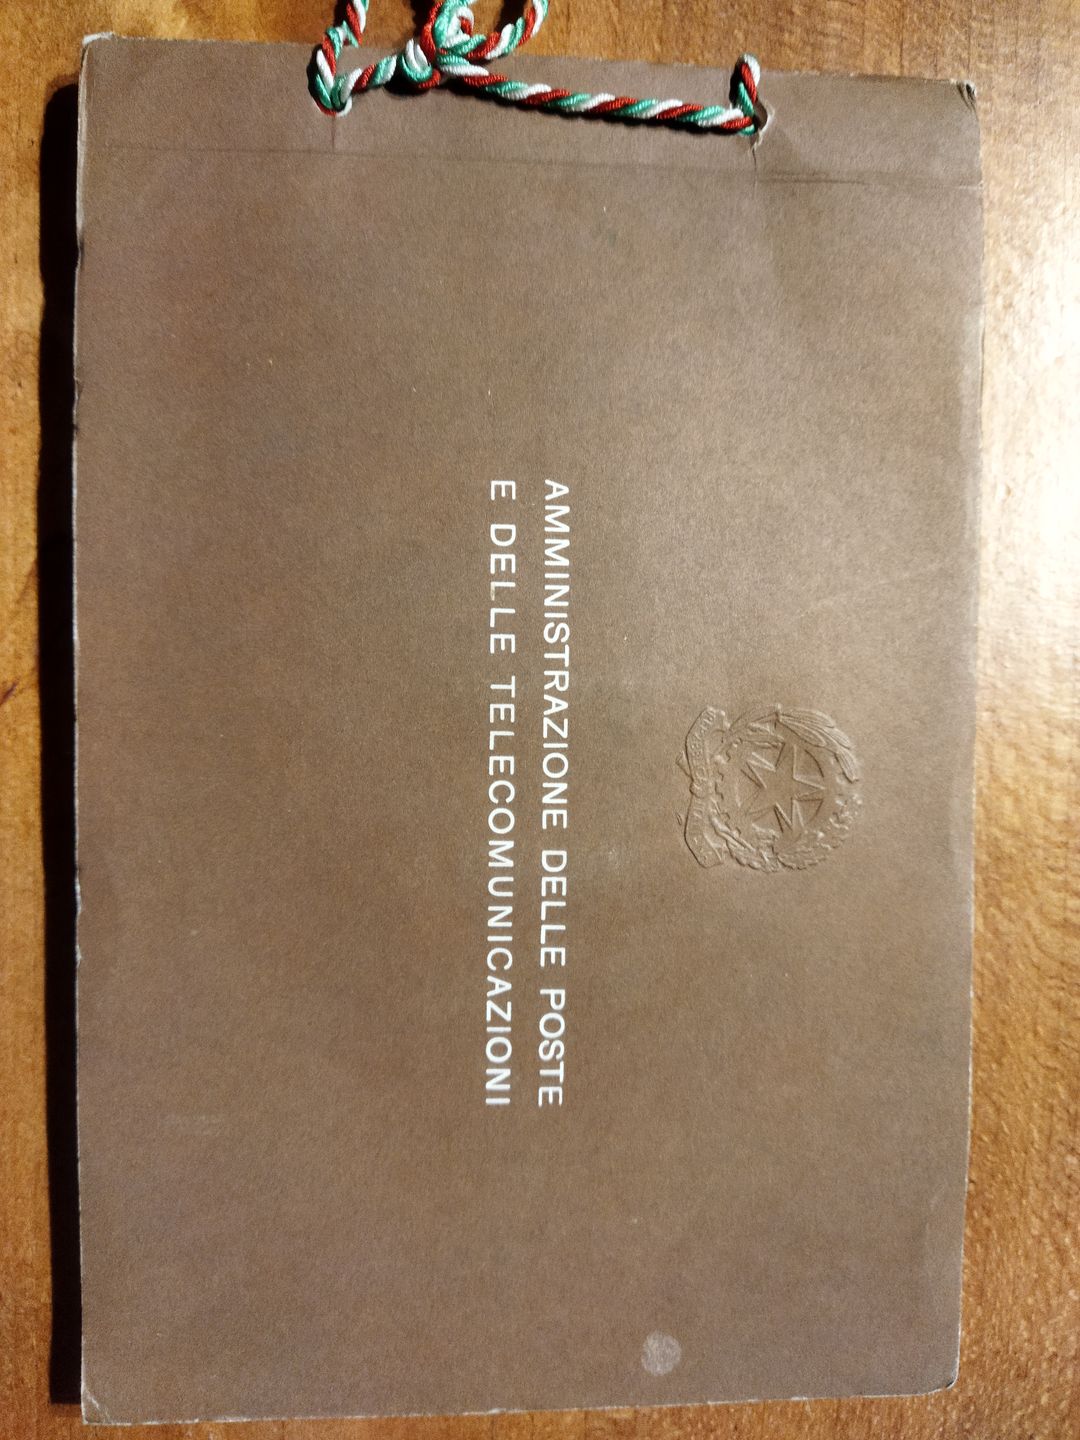 AMMINISTRAZIONE DELLE POSTE
E DELLE TELECOMUNICAZIONI